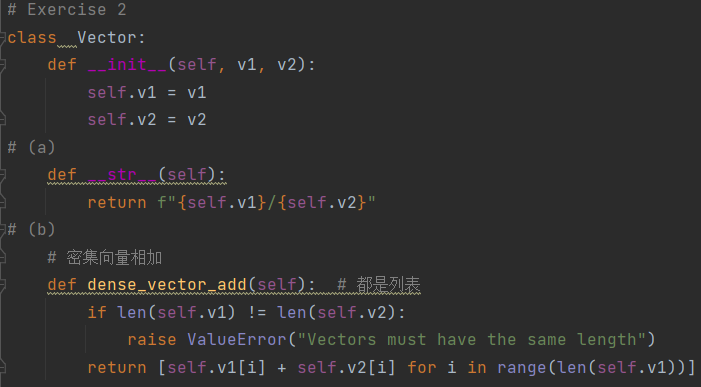 # Exercise 2
class  Vector:
    def __init__(self, v1, v2):
        self.v1 = v1
        self.v2 = v2
# (a)
    def __str__(self):
        return f"{self.v1}/{self.v2}"
# (b)
    # 密集向量相加
    def dense_vector_add(self):  # 都是列表
        if len(self.v1) != len(self.v2):
            raise ValueError("Vectors must have the same length")
        return [self.v1[i] + self.v2[i] for i in range(len(self.v1))]